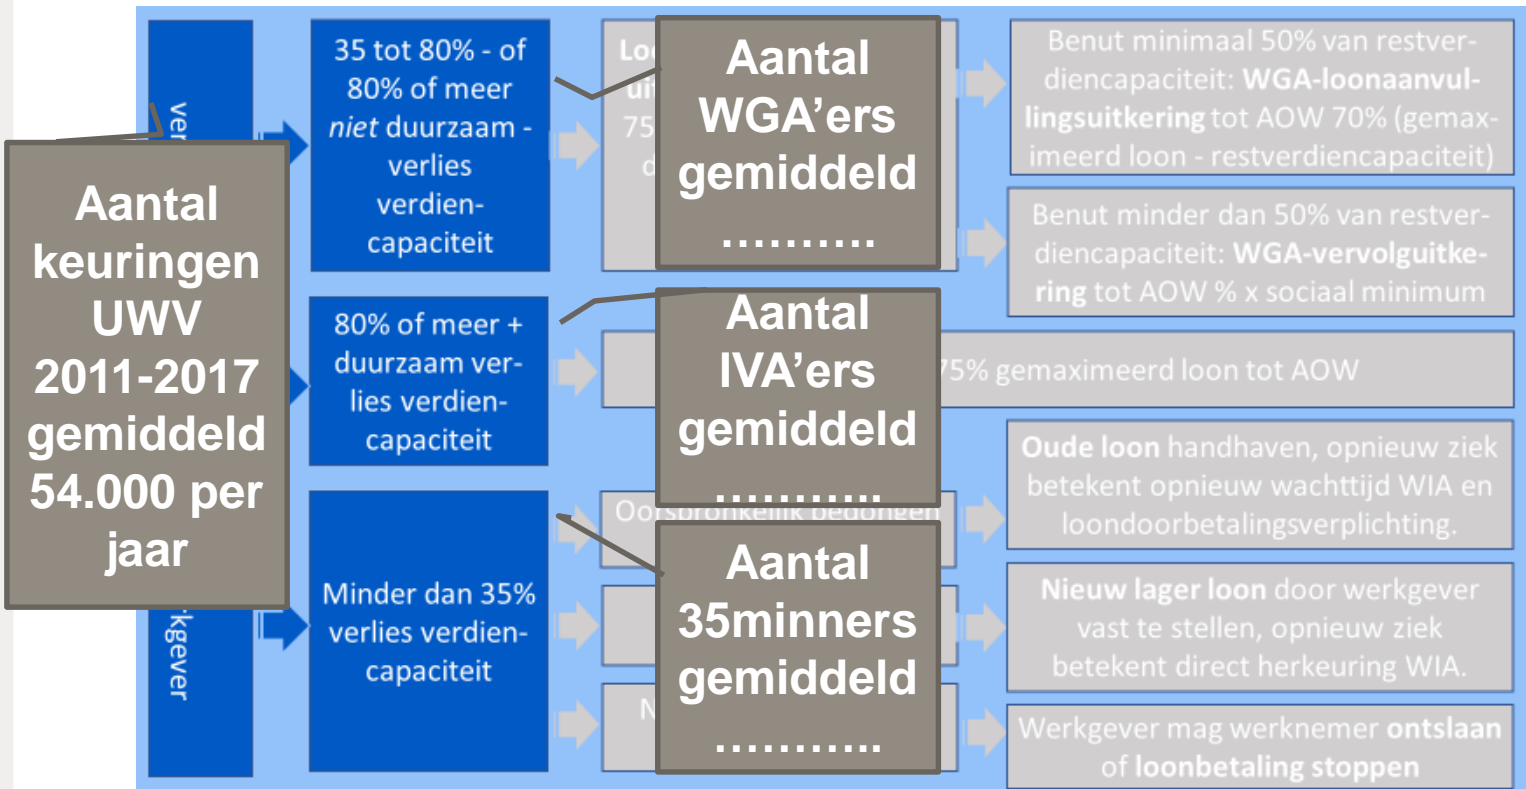 Aantal
keuringen
UWV
2011-2017
gemiddeld
54.000 per
jaar
35 tot 80% - of
80% of meer
niet duurzaam -
verlies
verdien-
capaciteit
80% of meer +
duurzaam ver-
lies verdien-
capaciteit
Minder dan 35%
verlies verdien-
capaciteit
Aantal
WGA’ers
gemiddeld
……….
Aantal
IVA’ers
gemiddeld
………..
Oorspronkelijk bedongen
Aantal
35minners
gemiddeld
………..
Benut minimaal 50% van restver-
diencapaciteit: WGA-loonaanvul-
lingsuitkering tot AOW 70% (gemax-
imeerd loon - restverdiencapaciteit)
Benut minder dan 50% van restver-
diencapaciteit: WGA-vervolguitke-
ring tot AOW % x sociaal minimum
75% gemaximeerd loon tot AOW
Oude loon handhaven, opnieuw ziek
betekent opnieuw wachttijd WIA en
loondoorbetalingsverplichting.
Nieuw lager loon door werkgever
vast te stellen, opnieuw ziek
betekent direct herkeuring WIA.
Werkgever mag werknemer ontslaan
of loonbetaling stoppen